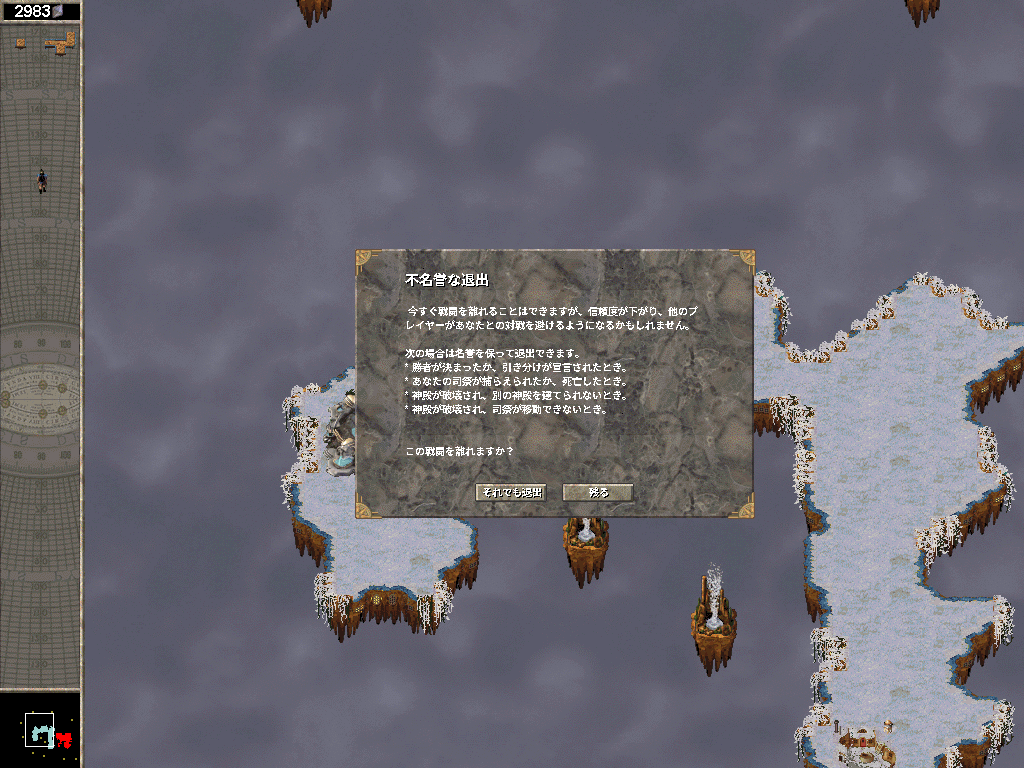 2983
不名誉な退出
今すぐ戦闘を離れることはできますが、信頼度が下がり、他のプ
レイヤーがあなたとの対戦を避けるようになるかもしれません。
次の場合は名誉を保って退出できます。
* 勝者が決まったか、引き分けが宣言されたとき。
* あなたの司祭が捕らえられたか、死亡したとき。
* 神殿が破壊され、別の神殿を建てられないとき。
* 神殿が破壊され、司祭が移動できないとき。
この戦闘を離れますか？
それでも退出
残る